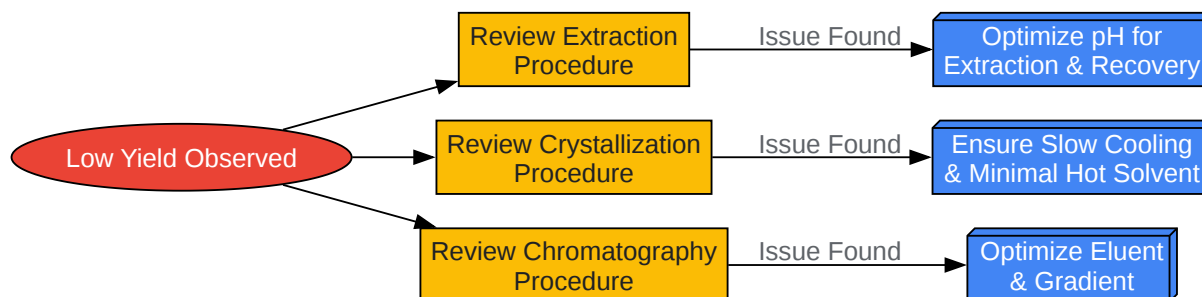 Review Extraction
Procedure
Issue Found
Optimize pH for
Extraction & Recovery
Low Yield Observed
Review Crystallization
Procedure
Issue Found
Ensure Slow Cooling
& Minimal Hot Solvent
Review Chromatography
Procedure
Issue Found
Optimize Eluent
& Gradient